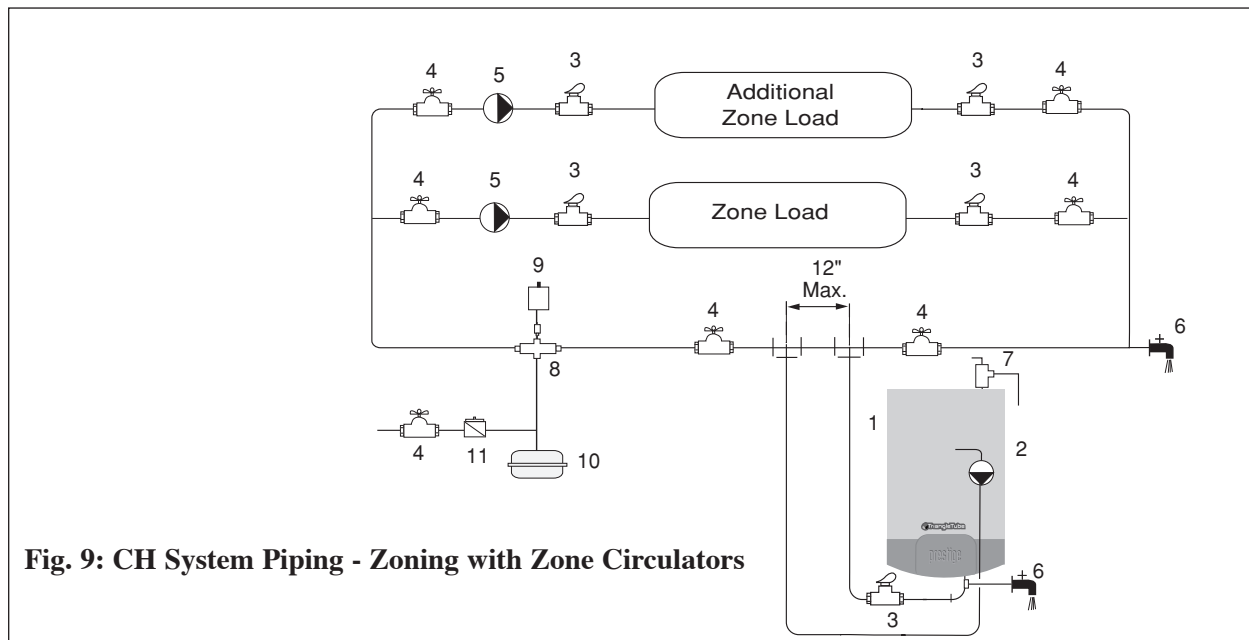 4 5 3 3 4
Additional
Zone Load
4 5 3 3 4
Zone Load
12"
Max.
9
4 4
6
8 7
1
2
4 11 10
TriangleTube
prestige
6
3
Fig. 9: CH System Piping - Zoning with Zone Circulators